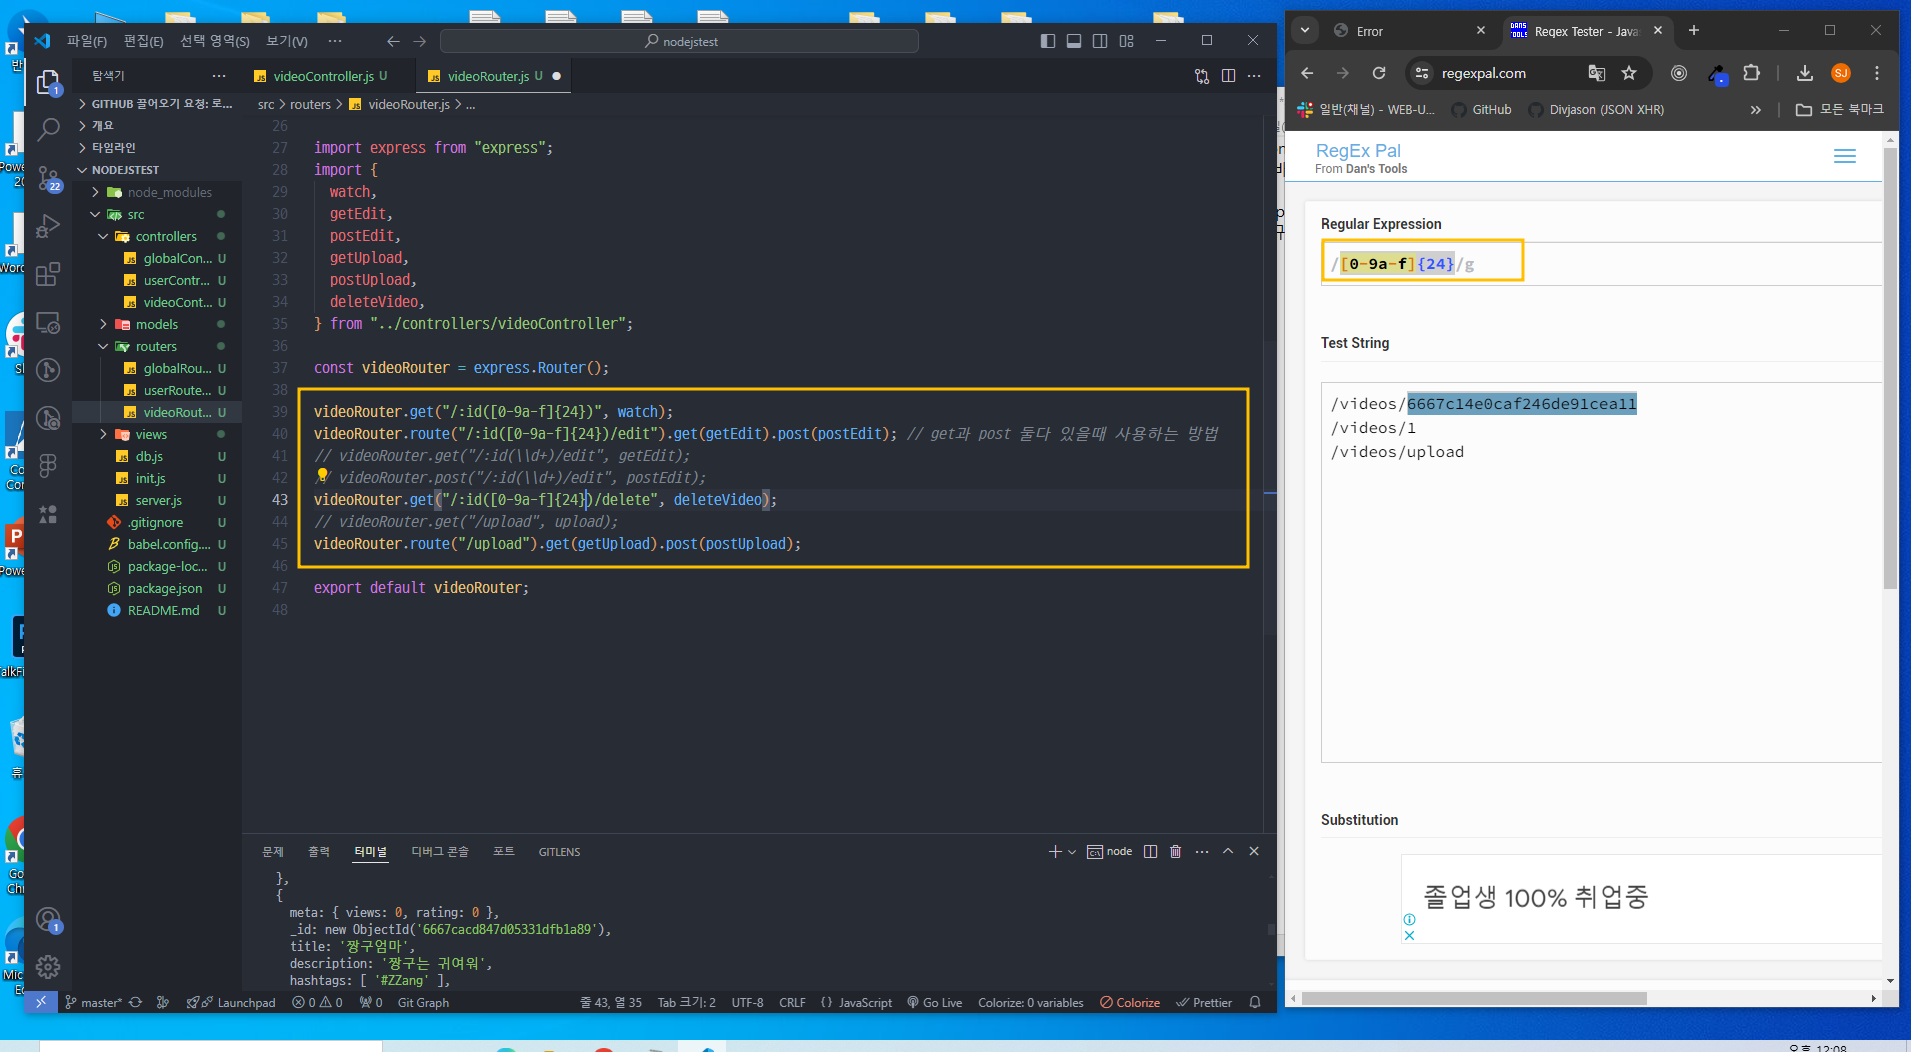 파일(F) 편집(E) 선택 영역(S) 보기(V) ··· nodejstest
탐색기
videoController.js U
videoRouter.js U
src > routers > videoRouter.js > ...
GITHUB 끌어오기 요청: 로...
개요
타임라인
NODEJSTEST
node_modules
src
controllers
globalCon... U
userContr... U
videoCont... U
models
routers
globalRou... U
userRoute... U
videoRout... U
views
db.js U
init.js U
server.js U
.gitignore U
babel.config.... U
package-loc... U
package.json U
README.md U
26
27 import express from "express";
28 import {
29 watch,
30 getEdit,
31 postEdit,
32 getUpload,
33 postUpload,
34 deleteVideo,
35 } from "../controllers/videoController";
36
37 const videoRouter = express.Router();
38
39 videoRouter.get("/:id([0-9a-f]{24})", watch);
40 videoRouter.route("/:id([0-9a-f]{24})/edit").get(getEdit).post(postEdit); // get과 post 둘다 있을때 사용하는 방법
41 // videoRouter.get("/:id(\\d+)/edit", getEdit);
42 // videoRouter.post("/:id(\\d+)/edit", postEdit);
43 videoRouter.get("/:id([0-9a-f]{24})/delete", deleteVideo);
44 // videoRouter.get("/upload", upload);
45 videoRouter.route("/upload").get(getUpload).post(postUpload);
46
47 export default videoRouter;
48
문제 출력 터미널 디버그 콘솔 포트 GITLENS
node
},
{
meta: { views: 0, rating: 0 },
_id: new ObjectId('6667cacd847d05331dfb1a89'),
title: '짱구엄마',
description: '짱구는 귀여워',
hashtags: [ '#ZZang' ],
master* Launchpad 0 0 0 Git Graph 줄 43, 열 35 Tab 크기: 2 UTF-8 CRLF {} JavaScript Go Live Colorize: 0 variables Colorize Prettier
Error
Regex Tester - Java
regexpal.com
SJ
일반(채널) - WEB-U... GitHub Divjason (JSON XHR) » 모든 북마크
RegEx Pal
From Dan's Tools
Regular Expression
/[0-9a-f]{24}/g
Test String
/videos/6667c14e0caf246de91cea11
/videos/1
/videos/upload
Substitution
졸업생 100% 취업중
오후 12:08